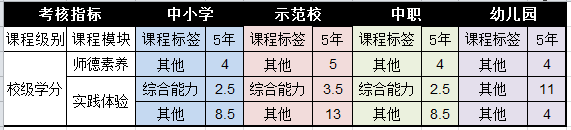 考核指标 中小学 示范校 中职 幼儿园
课程级别 课程模块 课程标签 5年 课程标签 5年 课程标签 5年 课程标签 5年
校级学分 师德素养 其他 4 其他 5 其他 4 其他 4
实践体验 综合能力 2.5 综合能力 3.5 综合能力 2.5 其他 11
其他 8.5 其他 13 其他 8.5 其他 4